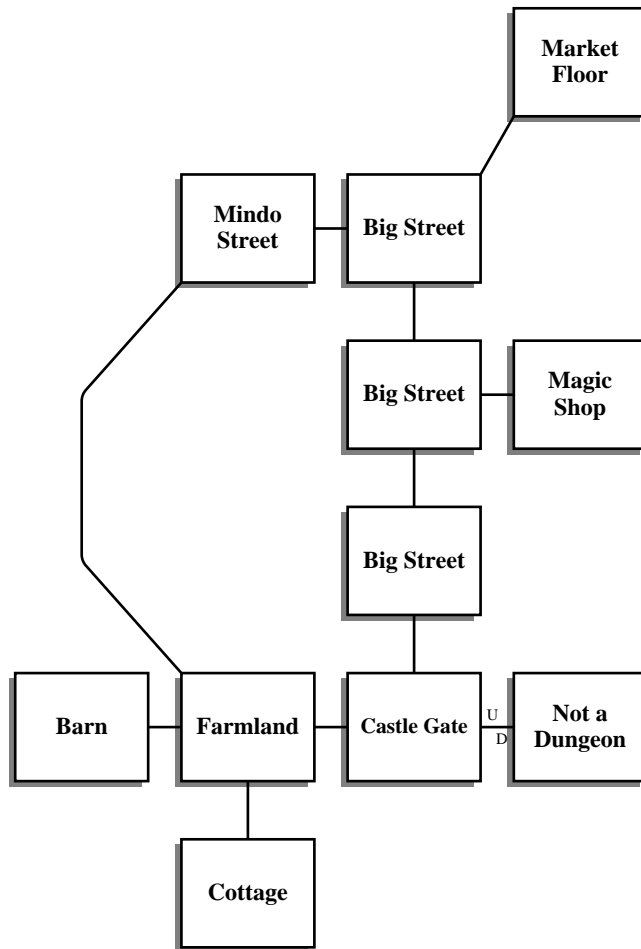 Market
Floor
Mindo
Street
Big Street
Big Street
Magic
Shop
Big Street
Barn
Farmland
Castle Gate
U
D
Not a
Dungeon
Cottage